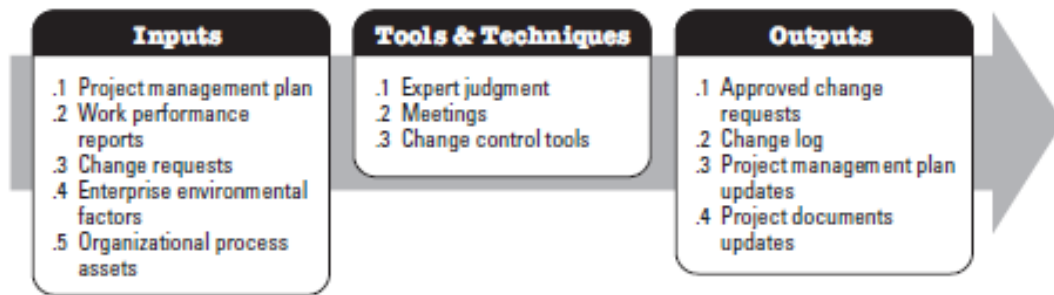 Inputs
.1 Project management plan
.2 Work performance
reports
.3 Change requests
.4 Enterprise environmental
factors
.5 Organizational process
assets
Tools & Techniques
.1 Expert judgment
.2 Meetings
.3 Change control tools
Outputs
.1 Approved change
requests
.2 Change log
.3 Project management plan
updates
.4 Project documents
updates